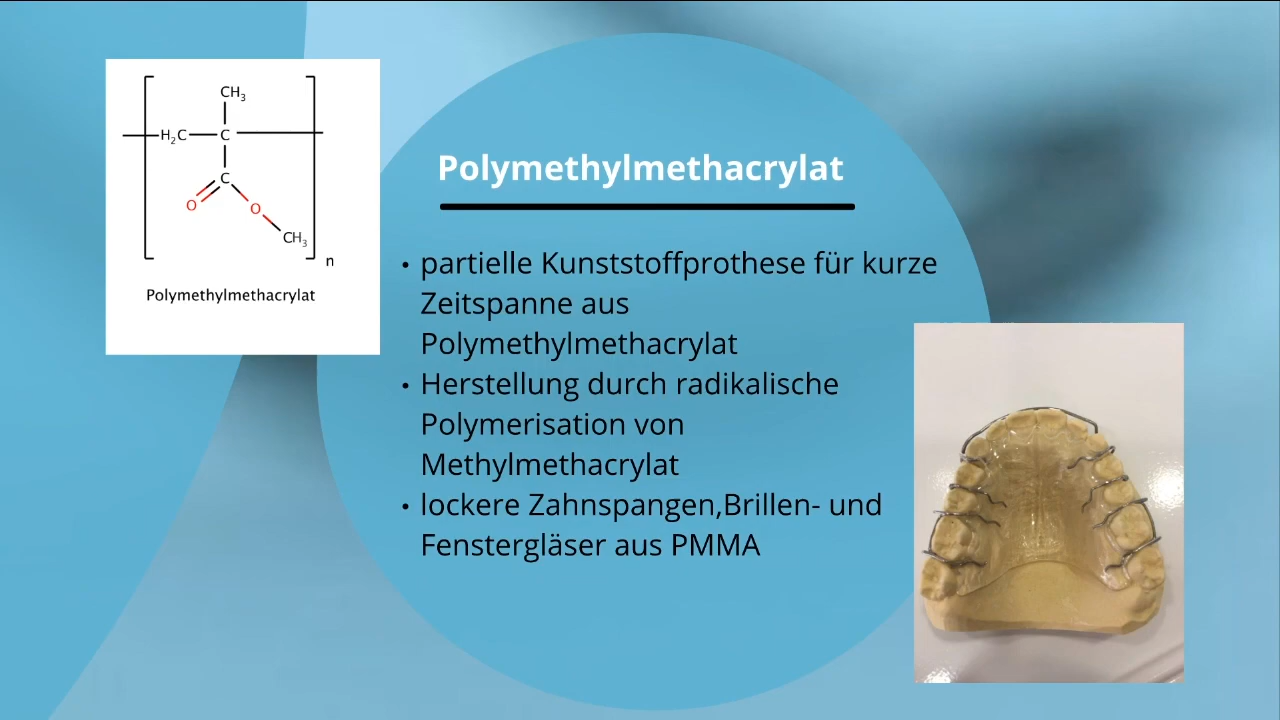 CH3
H2C C
C
O
O
CH3
n
Polymethylmethacrylat
Polymethylmethacrylat
• partielle Kunststoffprothese für kurze
Zeitspanne aus
Polymethylmethacrylat
• Herstellung durch radikalische
Polymerisation von
Methylmethacrylat
• lockere Zahnspangen,Brillen- und
Fenstergläser aus PMMA